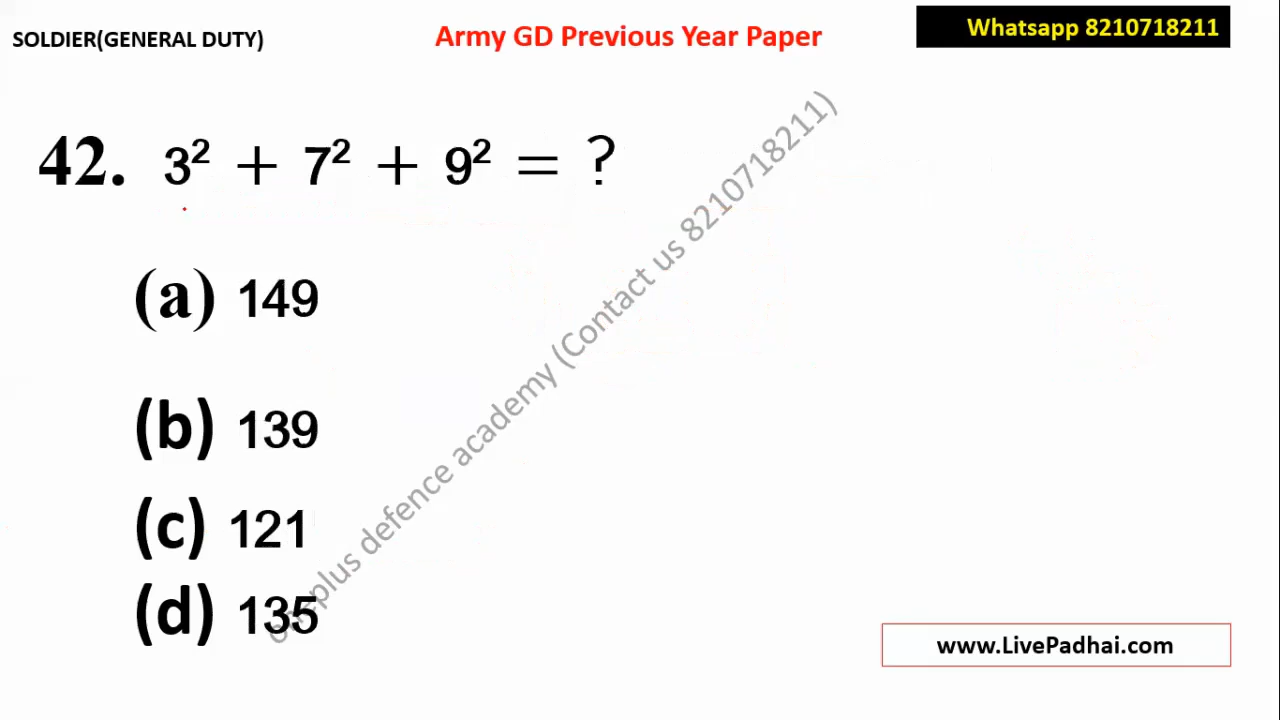 SOLDIER(GENERAL DUTY)
Army GD Previous Year Paper
Whatsapp 8210718211
42. 3² + 7² + 9² = ?
(a) 149
(b) 139
(c) 121
(d) 135
oneplus defence academy (Contact us 8210718211)
www.LivePadhai.com